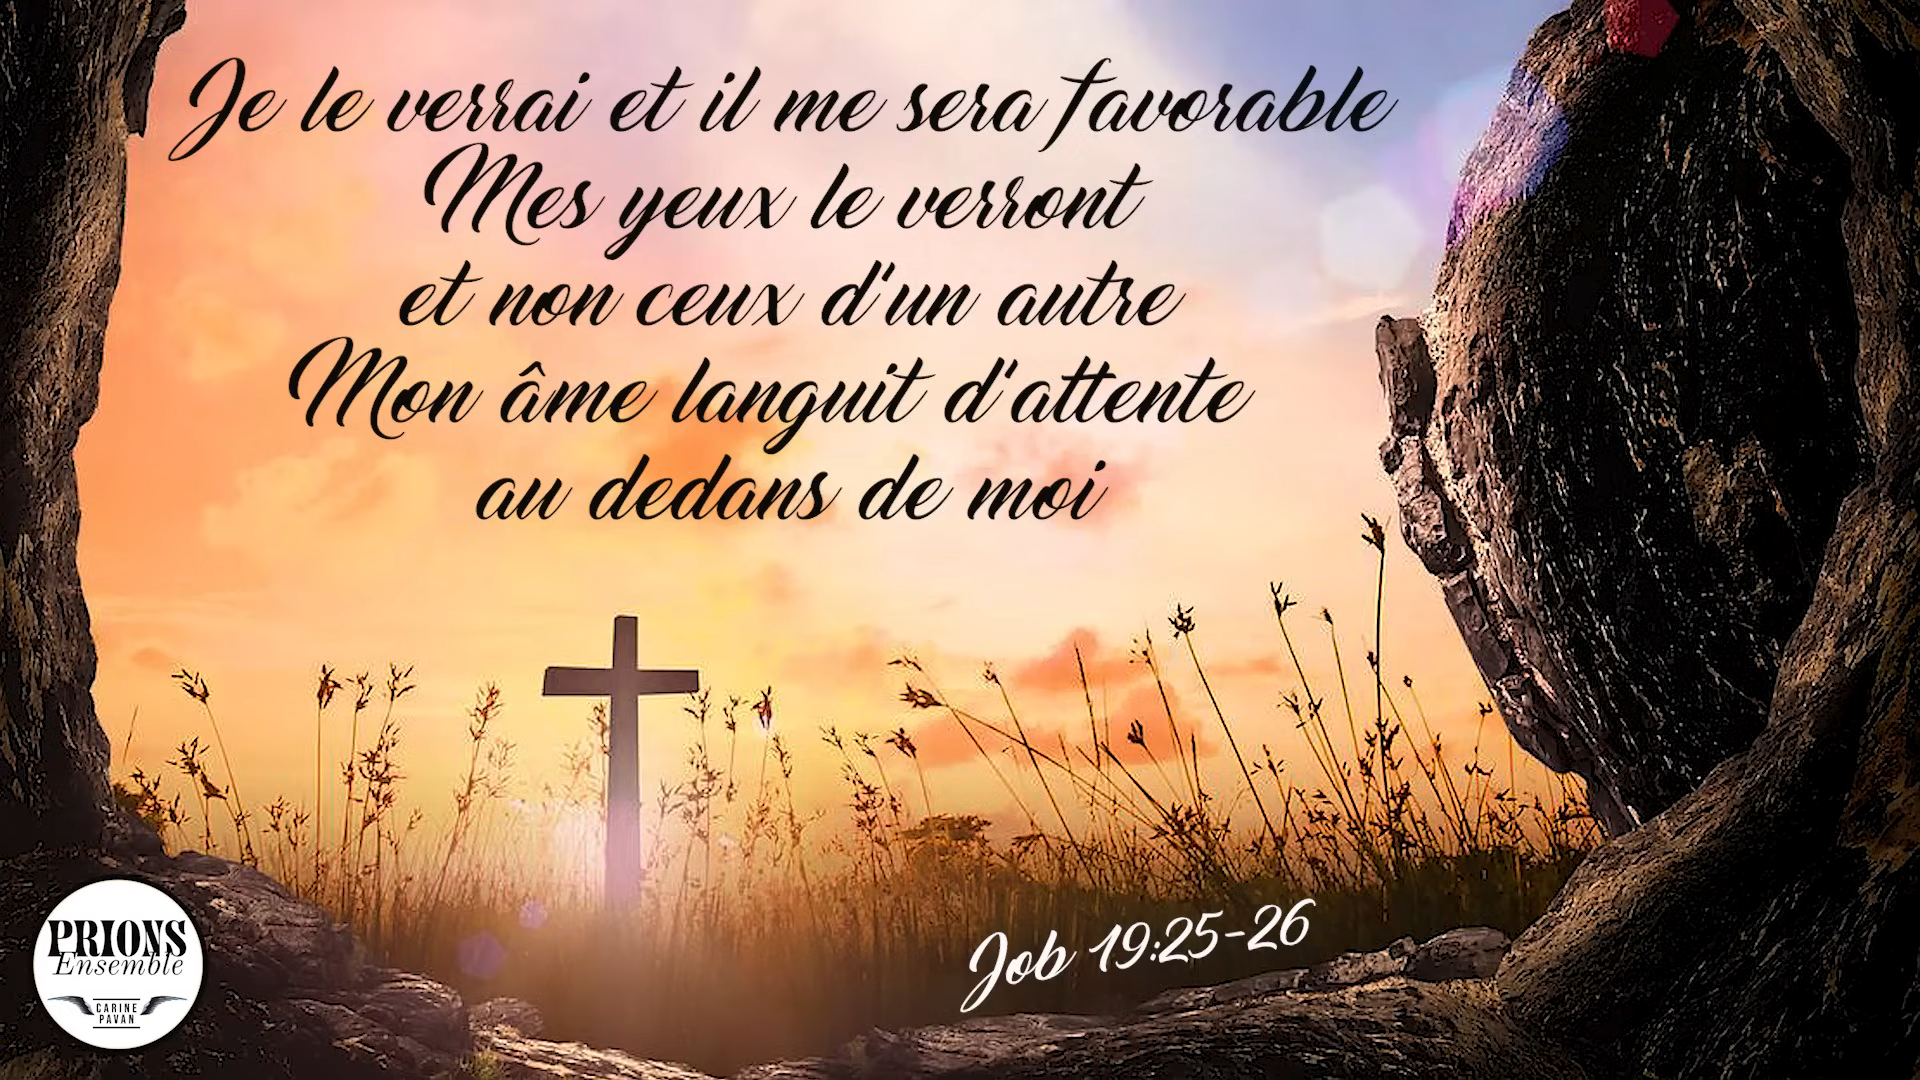 Je le verrai et il me sera favorable
Mes yeux le verront
et non ceux d'un autre
Mon âme languit d'attente
au dedans de moi
Job 19:25-26
PRIONS
Ensemble
CARINE
PAVAN